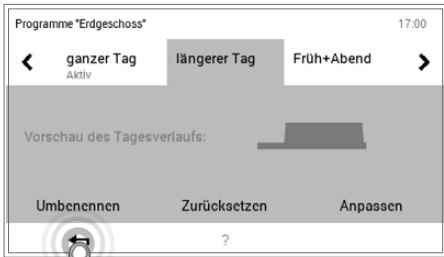 Programme "Erdgeschoss" 17:00
ganzer Tag längerer Tag Früh+Abend
Aktiv
Vorschau des Tagesverlaufs:
Umbenennen Zurücksetzen Anpassen
?